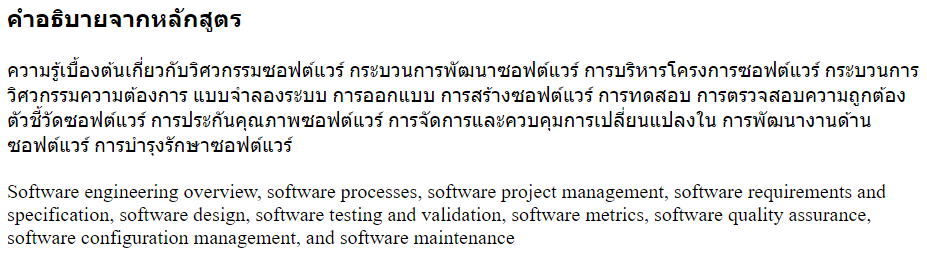 คำอธิบายจากหลักสูตร
ความรู้เบื้องต้นเกี่ยวกับวิศวกรรมซอฟต์แวร์ กระบวนการพัฒนาซอฟต์แวร์ การบริหารโครงการซอฟต์แวร์ กระบวนการ
วิศวกรรมความต้องการ แบบจำลองระบบ การออกแบบ การสร้างซอฟต์แวร์ การทดสอบ การตรวจสอบความถูกต้อง
ตัวชี้วัดซอฟต์แวร์ การประกันคุณภาพซอฟต์แวร์ การจัดการและควบคุมการเปลี่ยนแปลงใน การพัฒนางานด้าน
ซอฟต์แวร์ การบำรุงรักษาซอฟต์แวร์
Software engineering overview, software processes, software project management, software requirements and
specification, software design, software testing and validation, software metrics, software quality assurance,
software configuration management, and software maintenance